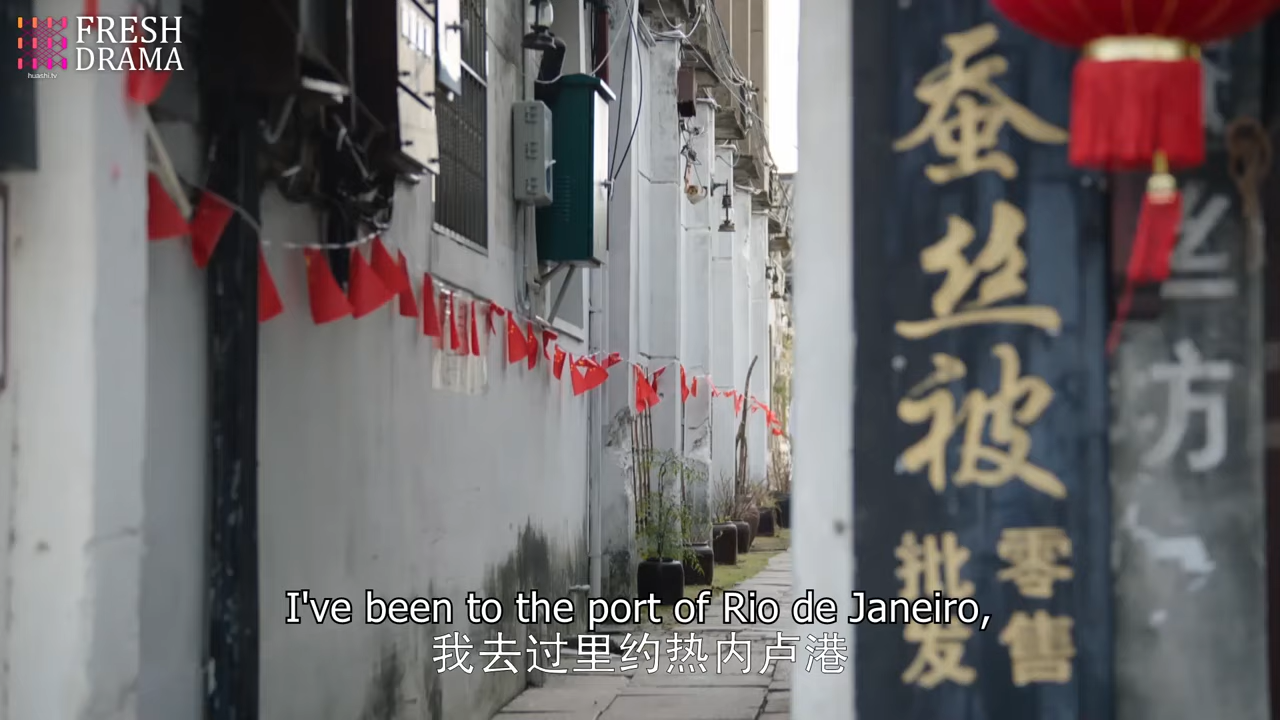 FRESH
DRAMA
huashi.tv
蚕丝被
批发
零售
丝
方
I've been to the port of Rio de Janeiro,
我去过里约热内卢港